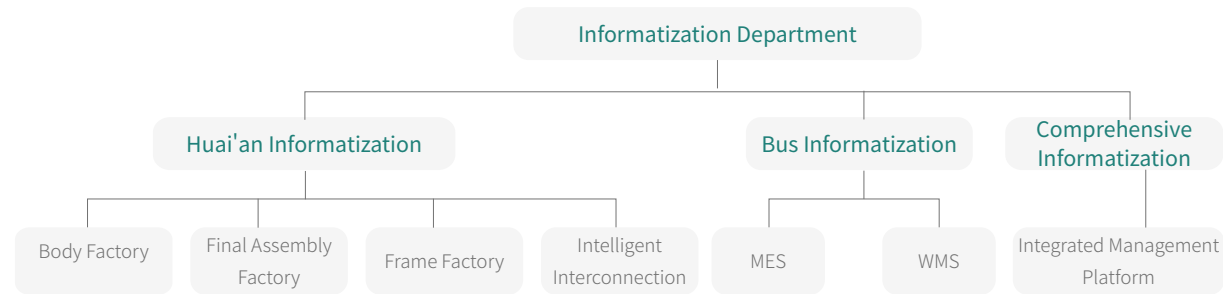 Informatization Department
Huai'an Informatization
Bus Informatization
Comprehensive
Informatization
Body Factory
Final Assembly
Factory
Frame Factory
Intelligent
Interconnection
MES
WMS
Integrated Management
Platform